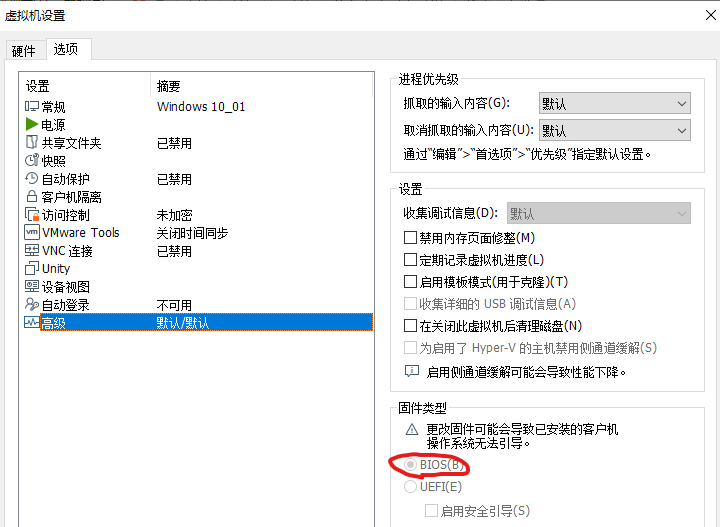 虚拟机设置
硬件
选项
设置 摘要
常规 Windows 10_01
电源
共享文件夹 已禁用
快照
自动保护 已禁用
客户机隔离
访问控制 未加密
VMware Tools 关闭时间同步
VNC 连接 已禁用
Unity
设备视图
自动登录 不可用
高级 默认/默认
进程优先级
抓取的输入内容(G): 默认
取消抓取的输入内容(U): 默认
通过“编辑”>“首选项”>“优先级”指定默认设置。
设置
收集调试信息(D): 默认
禁用内存页面修整(M)
定期记录虚拟机进度(L)
启用模板模式(用于克隆)(T)
收集详细的 USB 调试信息(A)
在关闭此虚拟机后清理磁盘(N)
为启用了 Hyper-V 的主机禁用侧通道缓解(S)
启用侧通道缓解可能会导致性能下降。
固件类型
更改固件可能会导致已安装的客户机
操作系统无法引导。
BIOS(B)
UEFI(E)
启用安全引导(S)